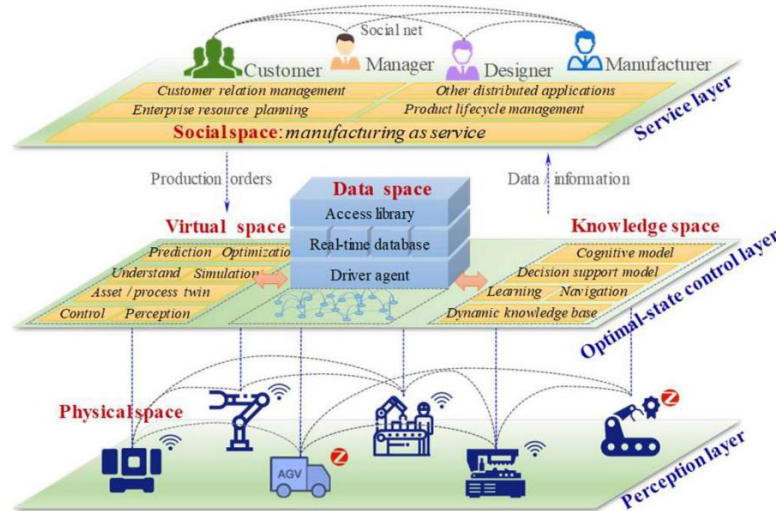 Social net
Customer
Manager
Designer
Manufacturer
Customer relation management
Other distributed applications
Enterprise resource planning
Product lifecycle management
Social space: manufacturing as service
Service layer
Production orders
Data / information
Data space
Access library
Real-time database
Driver agent
Virtual space
Prediction Optimizatio
Understand Simulation
Asset / process twin
Control Perception
Knowledge space
Cognitive model
Decision support model
Learning Navigation
Dynamic knowledge base
Optimal-state control layer
Physical space
AGV
Perception layer